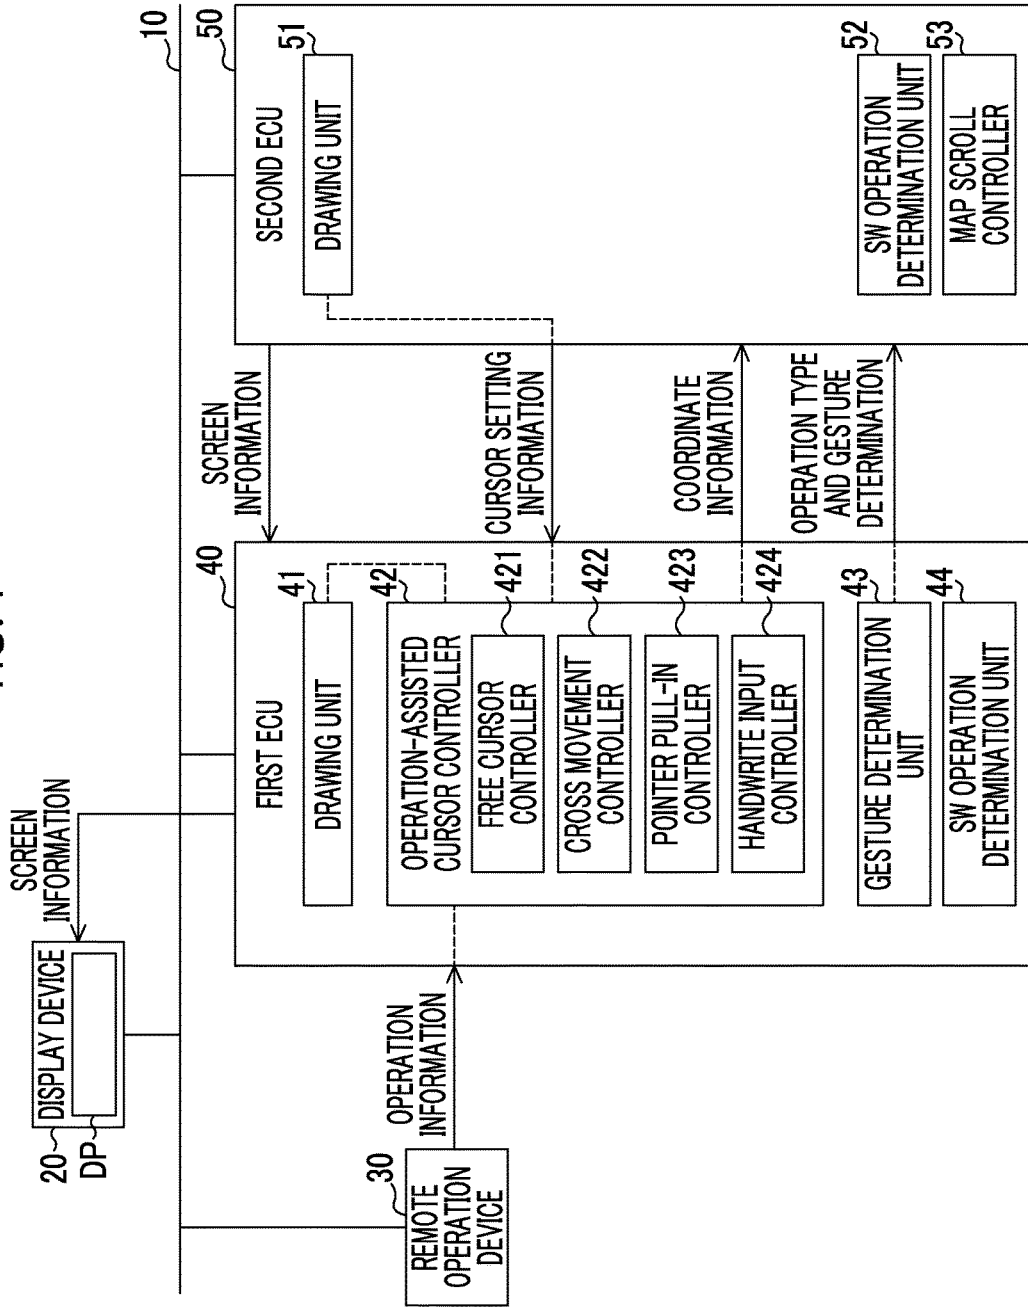 10
SCREEN
INFORMATION
DISPLAY DEVICE
20
DP
30
REMOTE
OPERATION
DEVICE
OPERATION
INFORMATION
40
FIRST ECU
41
DRAWING UNIT
42
OPERATION-ASSISTED
CURSOR CONTROLLER
421
FREE CURSOR
CONTROLLER
422
CROSS MOVEMENT
CONTROLLER
423
POINTER PULL-IN
CONTROLLER
424
HANDWRITE INPUT
CONTROLLER
43
GESTURE DETERMINATION
UNIT
44
SW OPERATION
DETERMINATION UNIT
SCREEN
INFORMATION
CURSOR SETTING
INFORMATION
COORDINATE
INFORMATION
OPERATION TYPE
AND GESTURE
DETERMINATION
50
SECOND ECU
51
DRAWING UNIT
52
SW OPERATION
DETERMINATION UNIT
53
MAP SCROLL
CONTROLLER